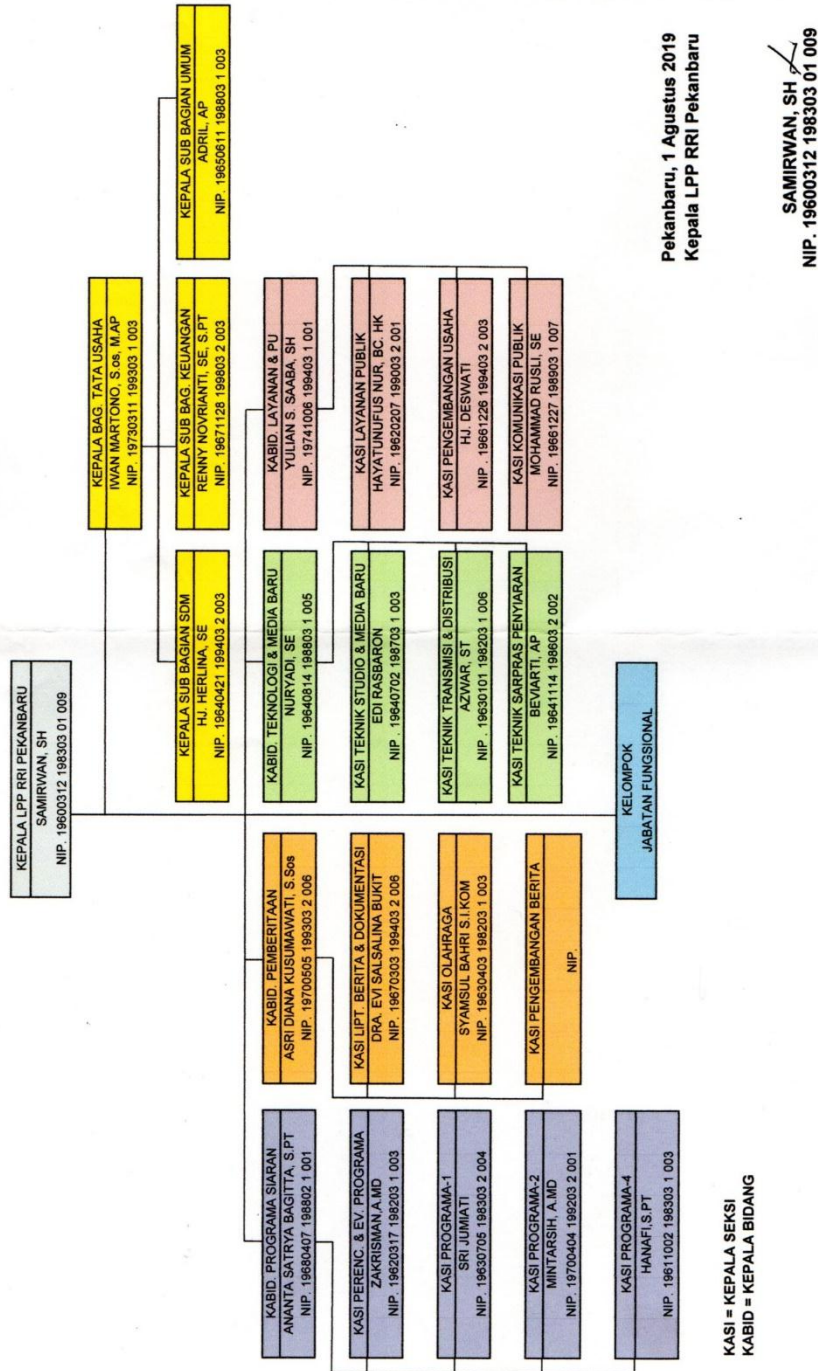 KEPALA LPP RRI PEKANBARU
SAMIRWAN, SH
NIP. 19600312 198303 01 009
KEPALA BAG. TATA USAHA
IWAN MARTONO, S.os, M.AP
NIP. 19730311 199303 1 003
KEPALA SUB BAGIAN SDM
HJ. HERLINA, SE
NIP. 19640421 199403 2 003
KEPALA SUB BAG. KEUANGAN
RENNY NOVRIANTI, SE, S.PT
NIP. 19671128 199803 2 003
KEPALA SUB BAGIAN UMUM
ADRIL, AP
NIP. 19650611 198803 1 003
KABID. PROGRAMA SIARAN
ANANTA SATRYA BAGITTA, S.PT
NIP. 19680407 198802 1 001
KABID. PEMBERITAAN
ASRI DIANA KUSUMAWATI, S.Sos
NIP. 19700505 199303 2 006
KABID. TEKNOLOGI & MEDIA BARU
NURYADI, SE
NIP. 19640814 198803 1 005
KABID. LAYANAN & PU
YULIAN S. SAABA, SH
NIP. 19741006 199403 1 001
KASI PERENC. & EV. PROGRAMA
ZAKRISMAN,A.MD
NIP. 19620317 198203 1 003
KASI LIPT. BERITA & DOKUMENTASI
DRA. EVI SALSALINA BUKIT
NIP. 19670303 199403 2 006
KASI TEKNIK STUDIO & MEDIA BARU
EDI RASBARON
NIP. 19640702 198703 1 003
KASI LAYANAN PUBLIK
HAYATUNUFUS NUR, BC. HK
NIP. 19620207 199003 2 001
KASI PROGRAMA-1
SRI JUMIATI
NIP. 19630705 198303 2 004
KASI OLAHRAGA
SYAMSUL BAHRI S.I.KOM
NIP. 19630403 198203 1 003
KASI TEKNIK TRANSMISI & DISTRIBUSI
AZWAR, ST
NIP. 19630101 198203 1 006
KASI PENGEMBANGAN USAHA
HJ. DESWATI
NIP . 19661226 199403 2 003
KASI PROGRAMA-2
MINTARSIH, A.MD
NIP. 19700404 199203 2 001
KASI PENGEMBANGAN BERITA
NIP.
KASI TEKNIK SARPRAS PENYIARAN
BEVIARTI, AP
NIP. 19641114 198603 2 002
KASI KOMUNIKASI PUBLIK
MOHAMMAD RUSLI, SE
NIP. 19661227 198903 1 007
KASI PROGRAMA-4
HANAFI,S.PT
NIP. 19611002 198303 1 003
KELOMPOK
JABATAN FUNGSIONAL
KASI = KEPALA SEKSI
KABID = KEPALA BIDANG
Pekanbaru, 1 Agustus 2019
Kepala LPP RRI Pekanbaru
SAMIRWAN, SH
NIP. 19600312 198303 01 009